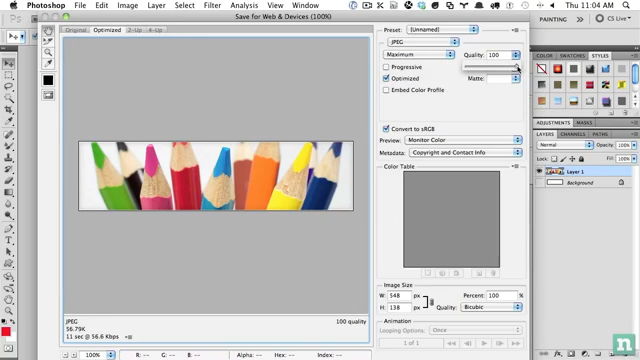 Photoshop File Edit Image Layer Select Filter Analysis 3D View Window Help Thu 11:04 AM
Save for Web & Devices (100%)
PAINTING
CS Live
Original Optimized 2-Up 4-Up
Preset: [Unnamed]
JPEG
Maximum Quality: 100
Progressive
Optimized Matte:
Embed Color Profile
Convert to sRGB
Preview: Monitor Color
Metadata: Copyright and Contact Info
Color Table
Image Size
W: 548 px Percent: 100 %
H: 138 px Quality: Bicubic
Animation
Looping Options: Once
1 of 1
JPEG 100 quality
56.79K
11 sec @ 56.6 Kbps
100% R: -- G: -- B: -- Alpha: -- Hex: -- Index: --
COLOR SWATCHES STYLES
ADJUSTMENTS MASKS
LAYERS CHANNELS PATHS
Normal Opacity:
Lock: Fill:
Layer 1
Background
n